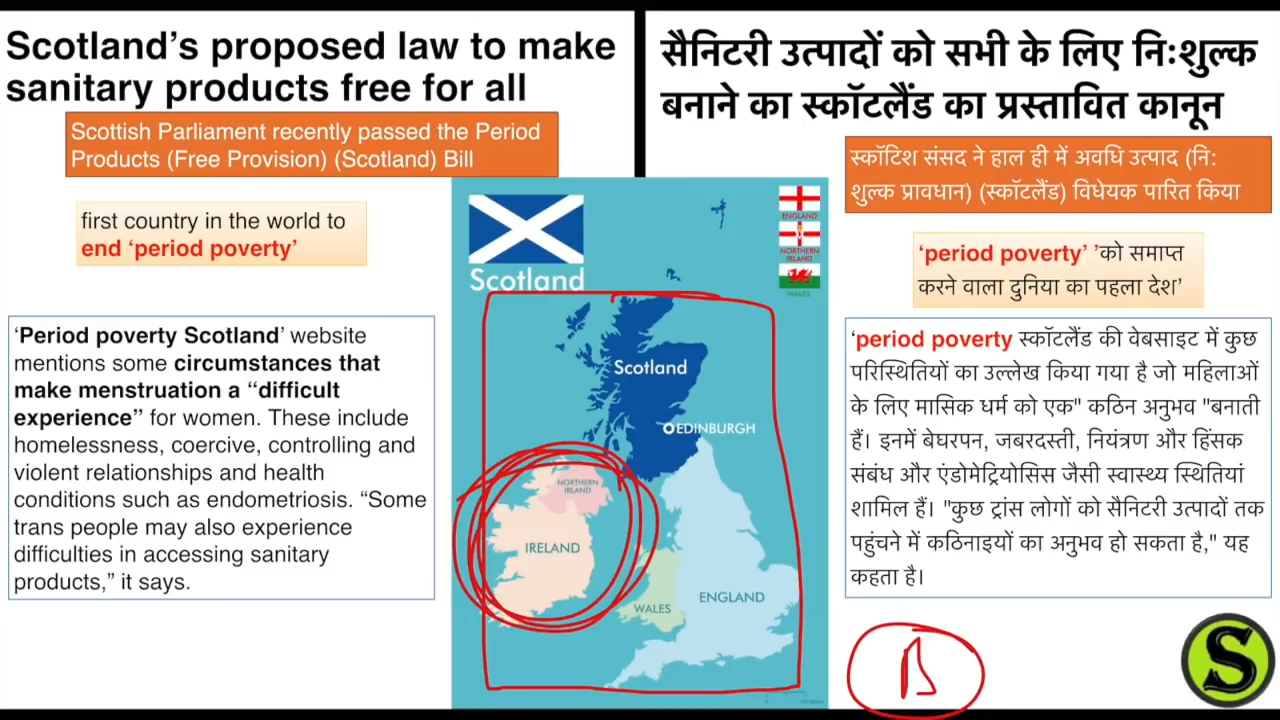 Scotland's proposed law to make
sanitary products free for all
Scottish Parliament recently passed the Period
Products (Free Provision) (Scotland) Bill
first country in the world to
end ‘period poverty’
‘Period poverty Scotland’ website
mentions some circumstances that
make menstruation a “difficult
experience” for women. These include
homelessness, coercive, controlling and
violent relationships and health
conditions such as endometriosis. “Some
trans people may also experience
difficulties in accessing sanitary
products,” it says.
Scotland
ENGLAND
NORTHERN
IRLAND
WALES
Scotland
EDINBURGH
NORTHERN
IRELAND
IRELAND
WALES
ENGLAND
सैनिटरी उत्पादों को सभी के लिए नि:शुल्क
बनाने का स्कॉटलैंड का प्रस्तावित कानून
स्कॉटिश संसद ने हाल ही में अवधि उत्पाद (नि:
शुल्क प्रावधान) (स्कॉटलैंड) विधेयक पारित किया
‘period poverty’ ’को समाप्त
करने वाला दुनिया का पहला देश’
‘period poverty स्कॉटलैंड की वेबसाइट में कुछ
परिस्थितियों का उल्लेख किया गया है जो महिलाओं
के लिए मासिक धर्म को एक" कठिन अनुभव "बनाती
हैं। इनमें बेघरपन, जबरदस्ती, नियंत्रण और हिंसक
संबंध और एंडोमेट्रियोसिस जैसी स्वास्थ्य स्थितियां
शामिल हैं। "कुछ ट्रांस लोगों को सैनिटरी उत्पादों तक
पहुंचने में कठिनाइयों का अनुभव हो सकता है," यह
कहता है।
B
S